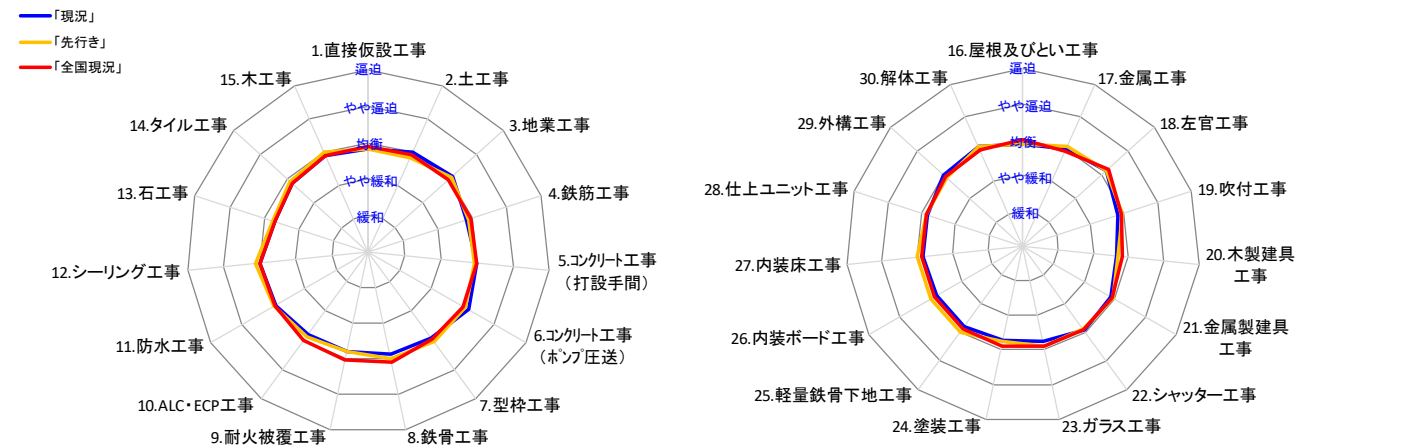 「現況」
「先行き」
「全国現況」
1.直接仮設工事
2.土工事
3.地業工事
4.鉄筋工事
5.コンクリート工事
（打設手間）
6.コンクリート工事
（ポンプ圧送）
7.型枠工事
8.鉄骨工事
9.耐火被覆工事
10.ALC・ECP工事
11.防水工事
12.シーリング工事
13.石工事
14.タイル工事
15.木工事
逼迫
やや逼迫
均衡
やや緩和
緩和
16.屋根及びとい工事
17.金属工事
18.左官工事
19.吹付工事
20.木製建具
工事
21.金属製建具
工事
22.シャッター工事
23.ガラス工事
24.塗装工事
25.軽量鉄骨下地工事
26.内装ボード工事
27.内装床工事
28.仕上ユニット工事
29.外構工事
30.解体工事
逼迫
やや逼迫
均衡
やや緩和
緩和